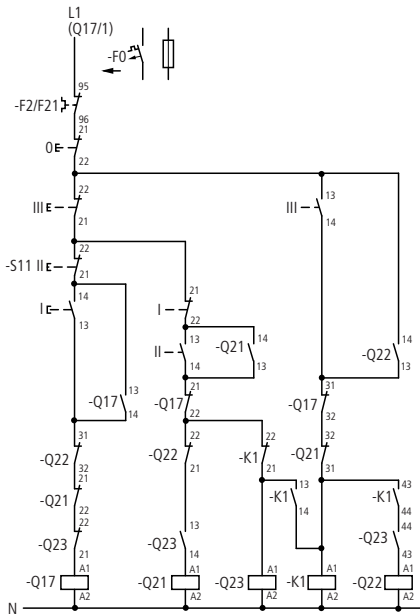 L1
(Q17/1)
-F0
95
-F2/F21
96
21
0
22
22
III
21
13
III
14
22
-S11 II
21
14
I
13
21
I
22
13
II
14
14
-Q21
13
14
-Q22
13
13
-Q17
14
21
-Q17
22
31
-Q17
32
31
-Q22
32
22
-Q22
21
22
-K1
21
32
-Q21
31
21
-Q21
22
13
-K1
14
43
-K1
44
22
-Q23
21
13
-Q23
14
44
-Q23
43
-Q17
A1
A2
-Q21
A1
A2
-Q23
A1
A2
-K1
A1
A2
-Q22
A1
A2
N